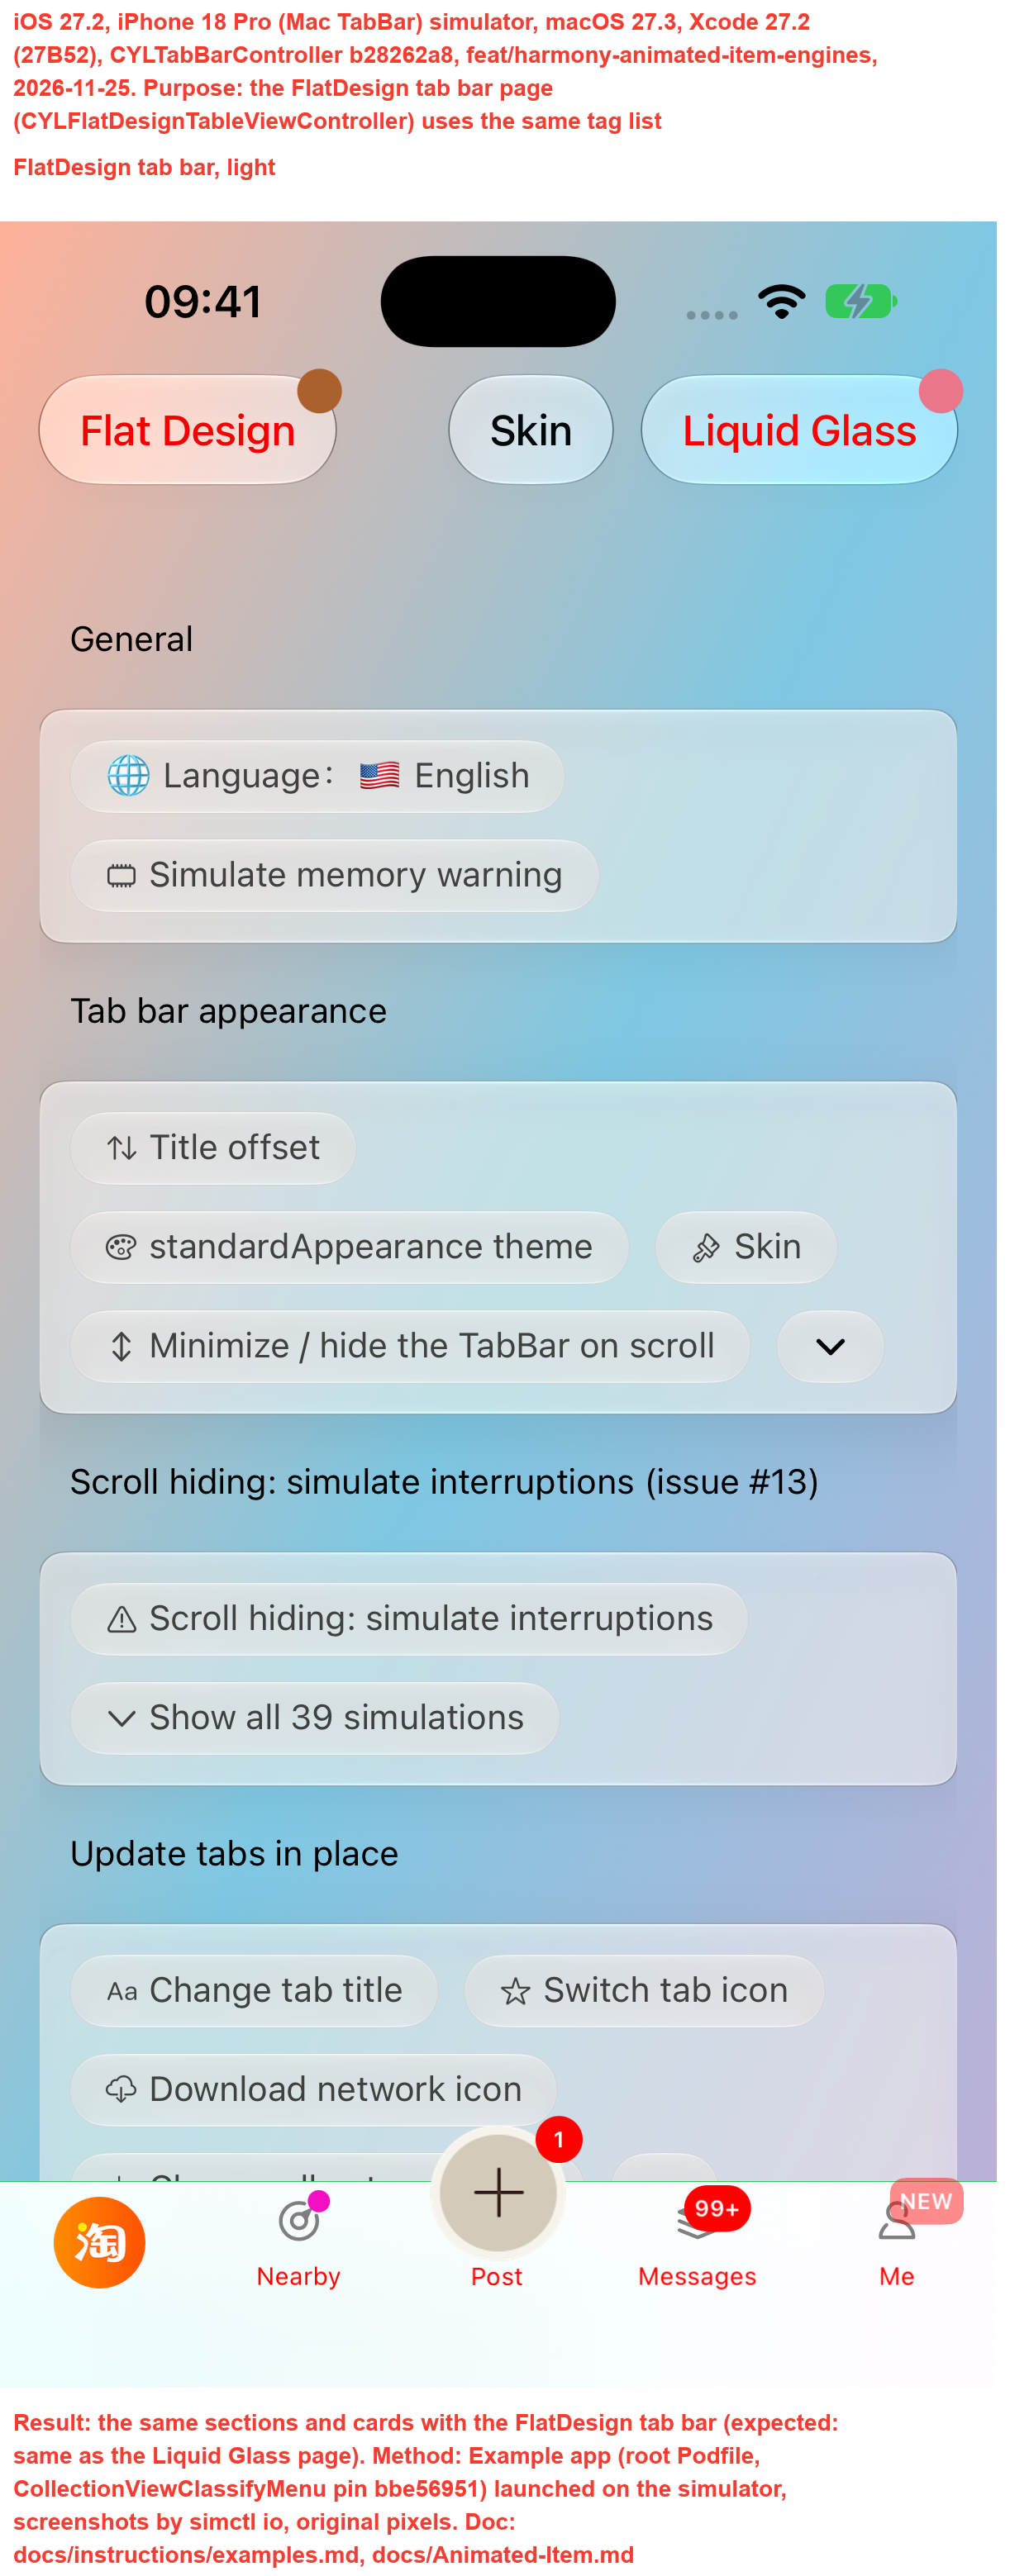 iOS 27.2, iPhone 18 Pro (Mac TabBar) simulator, macOS 27.3, Xcode 27.2
(27B52), CYLTabBarController b28262a8, feat/harmony-animated-item-engines,
2026-11-25. Purpose: the FlatDesign tab bar page
(CYLFlatDesignTableViewController) uses the same tag list
FlatDesign tab bar, light
09:41
Flat Design
Skin
Liquid Glass
General
Language： English
Simulate memory warning
Tab bar appearance
Title offset
standardAppearance theme
Skin
Minimize / hide the TabBar on scroll
Scroll hiding: simulate interruptions (issue #13)
Scroll hiding: simulate interruptions
Show all 39 simulations
Update tabs in place
Aa Change tab title
Switch tab icon
Download network icon
1
淘
99+
NEW
Nearby
Post
Messages
Me
Result: the same sections and cards with the FlatDesign tab bar (expected:
same as the Liquid Glass page). Method: Example app (root Podfile,
CollectionViewClassifyMenu pin bbe56951) launched on the simulator,
screenshots by simctl io, original pixels. Doc:
docs/instructions/examples.md, docs/Animated-Item.md